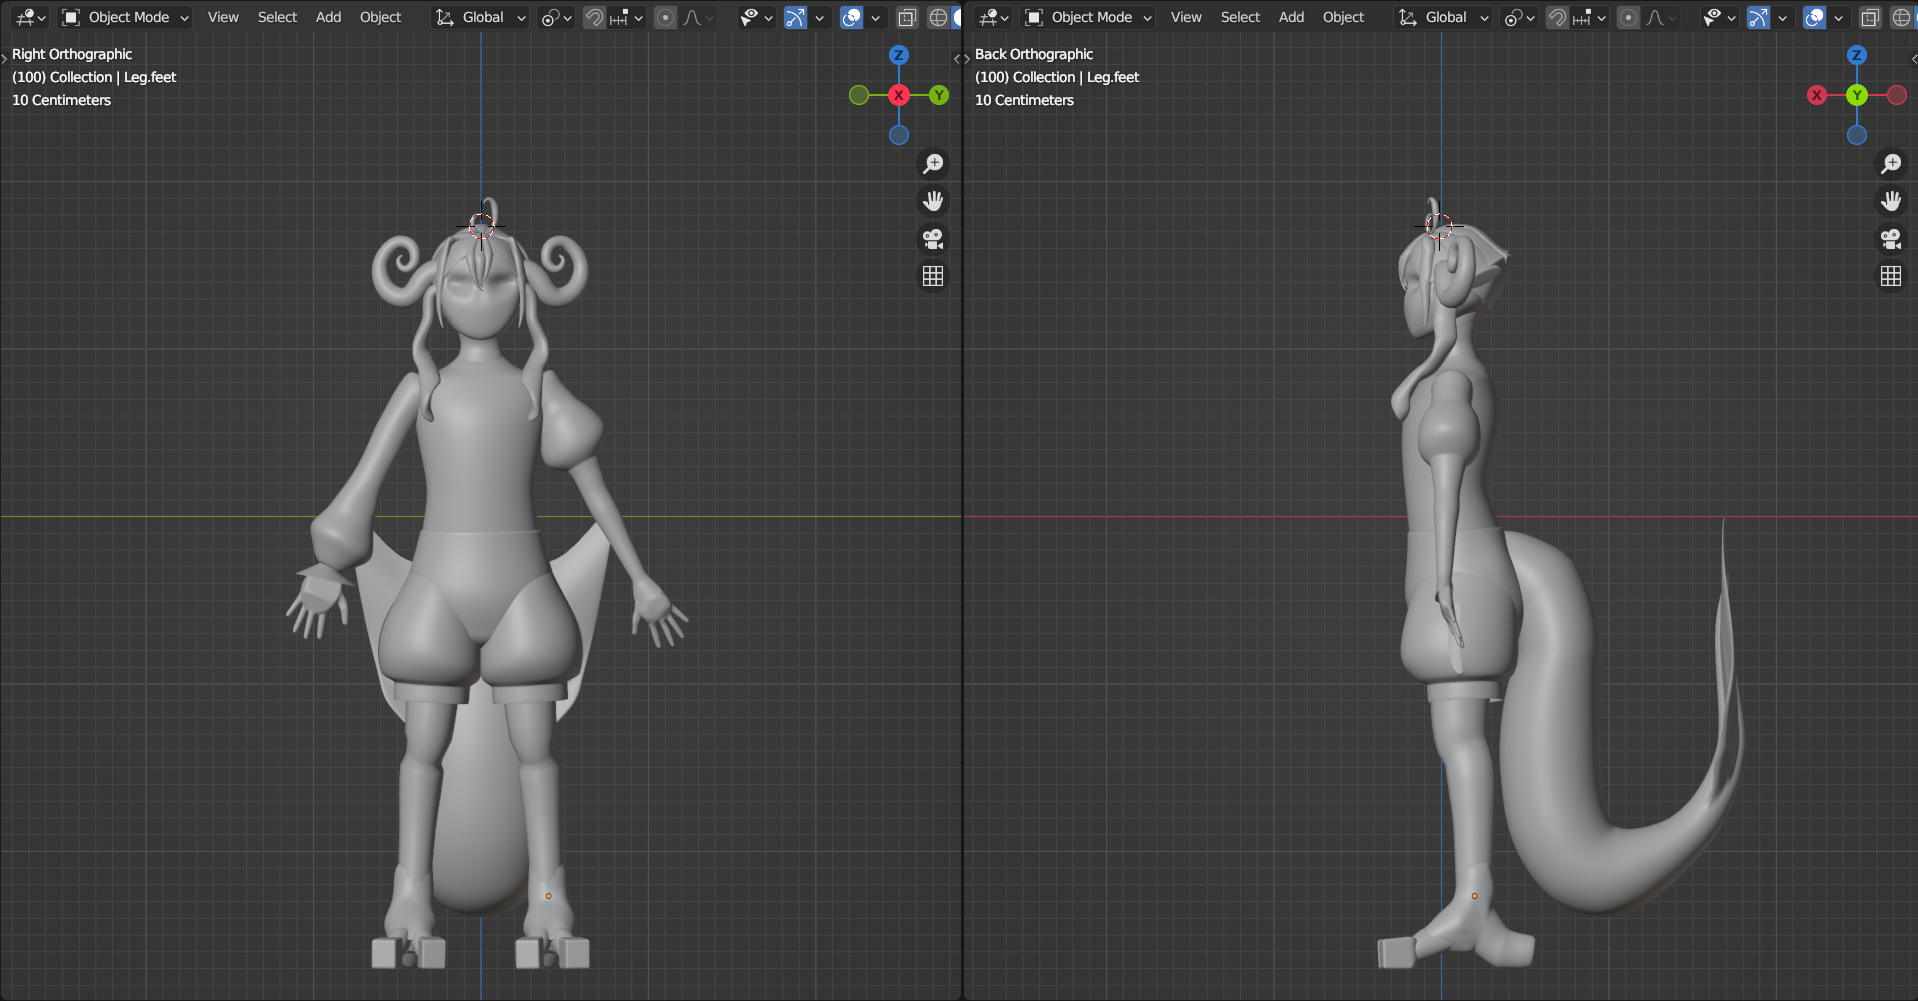 Object Mode View Select Add Object Global
Right Orthographic
(100) Collection | Leg.feet
10 Centimeters
Z
X
Y
Object Mode View Select Add Object Global
Back Orthographic
(100) Collection | Leg.feet
10 Centimeters
Z
X
Y